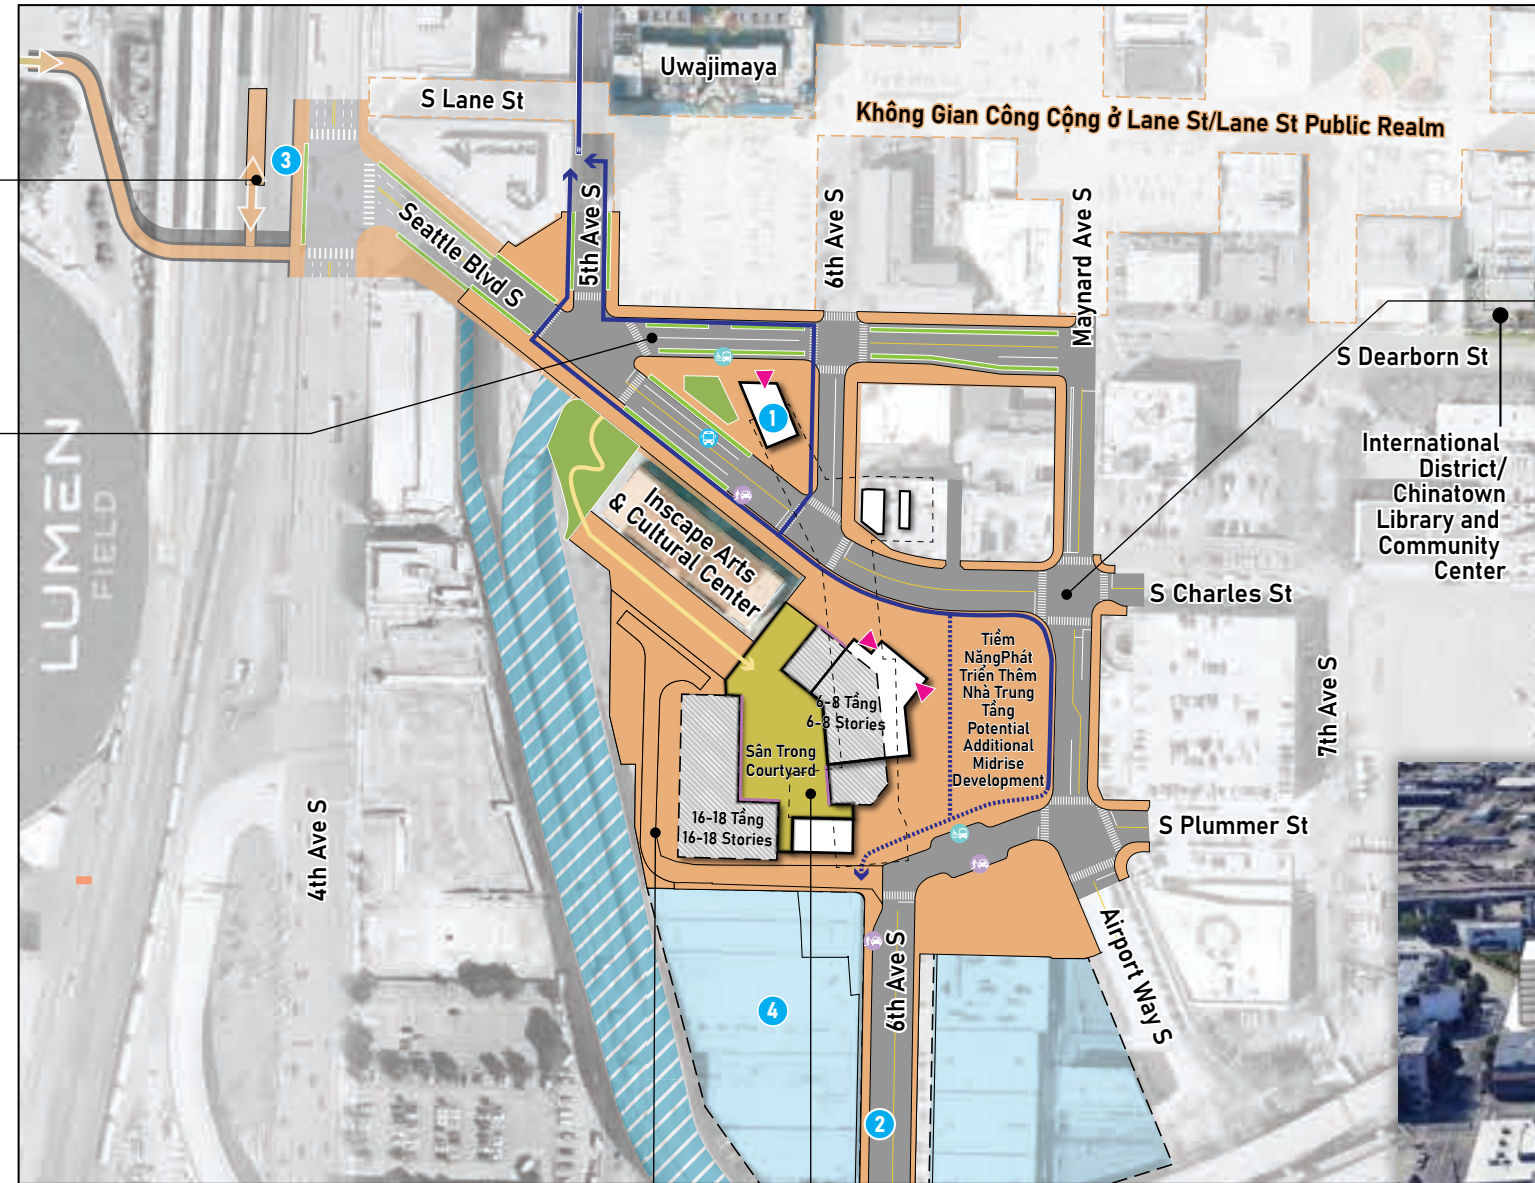 Uwajimaya
S Lane St
Không Gian Công Cộng ở Lane St/Lane St Public Realm
3
Seattle Blvd S
5th Ave S
6th Ave S
Maynard Ave S
S Dearborn St
1
International
District/
Chinatown
Library and
Community
Center
LUMEN
FIELD
Inscape Arts
& Cultural Center
S Charles St
Tiềm
NăngPhát
Triển Thêm
Nhà Trung
Tầng
Potential
Additional
Midrise
Development
7th Ave S
6-8 Tầng
6-8 Stories
Sân Trong
Courtyard
16-18 Tầng
16-18 Stories
4th Ave S
S Plummer St
Airport Way S
6th Ave S
4
2